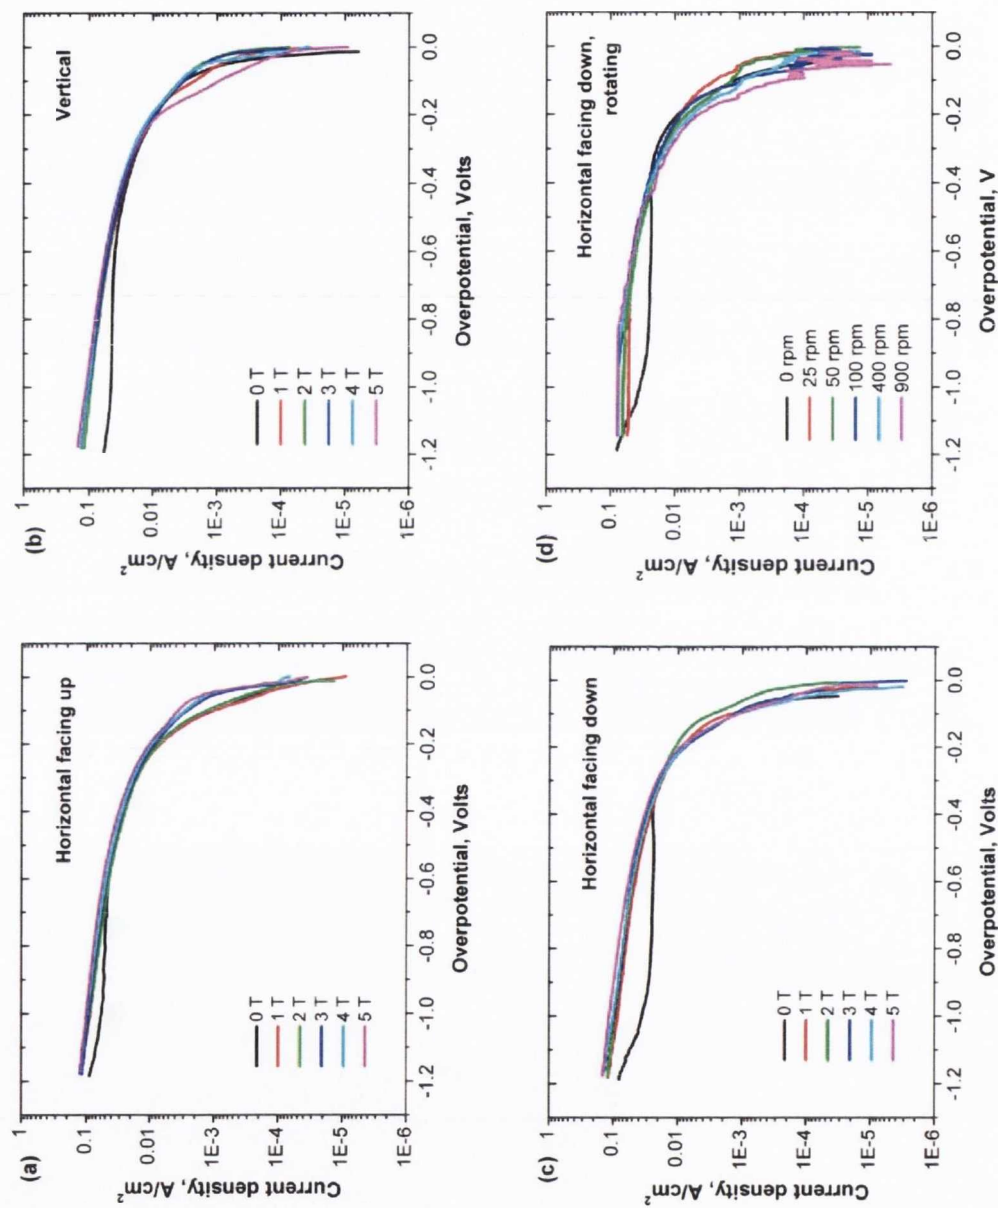 (a)
Horizontal facing up
1
0.1
0.01
1E-3
1E-4
1E-5
1E-6
Current density, A/cm²
0 T
1 T
2 T
3 T
4 T
5 T
-1.2 -1.0 -0.8 -0.6 -0.4 -0.2 0.0
Overpotential, Volts
(b)
Vertical
1
0.1
0.01
1E-3
1E-4
1E-5
1E-6
Current density, A/cm²
0 T
1 T
2 T
3 T
4 T
5 T
-1.2 -1.0 -0.8 -0.6 -0.4 -0.2 0.0
Overpotential, Volts
(c)
Horizontal facing down
1
0.1
0.01
1E-3
1E-4
1E-5
1E-6
Current density, A/cm²
0 T
1 T
2 T
3 T
4 T
5 T
-1.2 -1.0 -0.8 -0.6 -0.4 -0.2 0.0
Overpotential, Volts
(d)
Horizontal facing down,
rotating
1
0.1
0.01
1E-3
1E-4
1E-5
1E-6
Current density, A/cm²
0 rpm
25 rpm
50 rpm
100 rpm
400 rpm
900 rpm
-1.2 -1.0 -0.8 -0.6 -0.4 -0.2 0.0
Overpotential, V